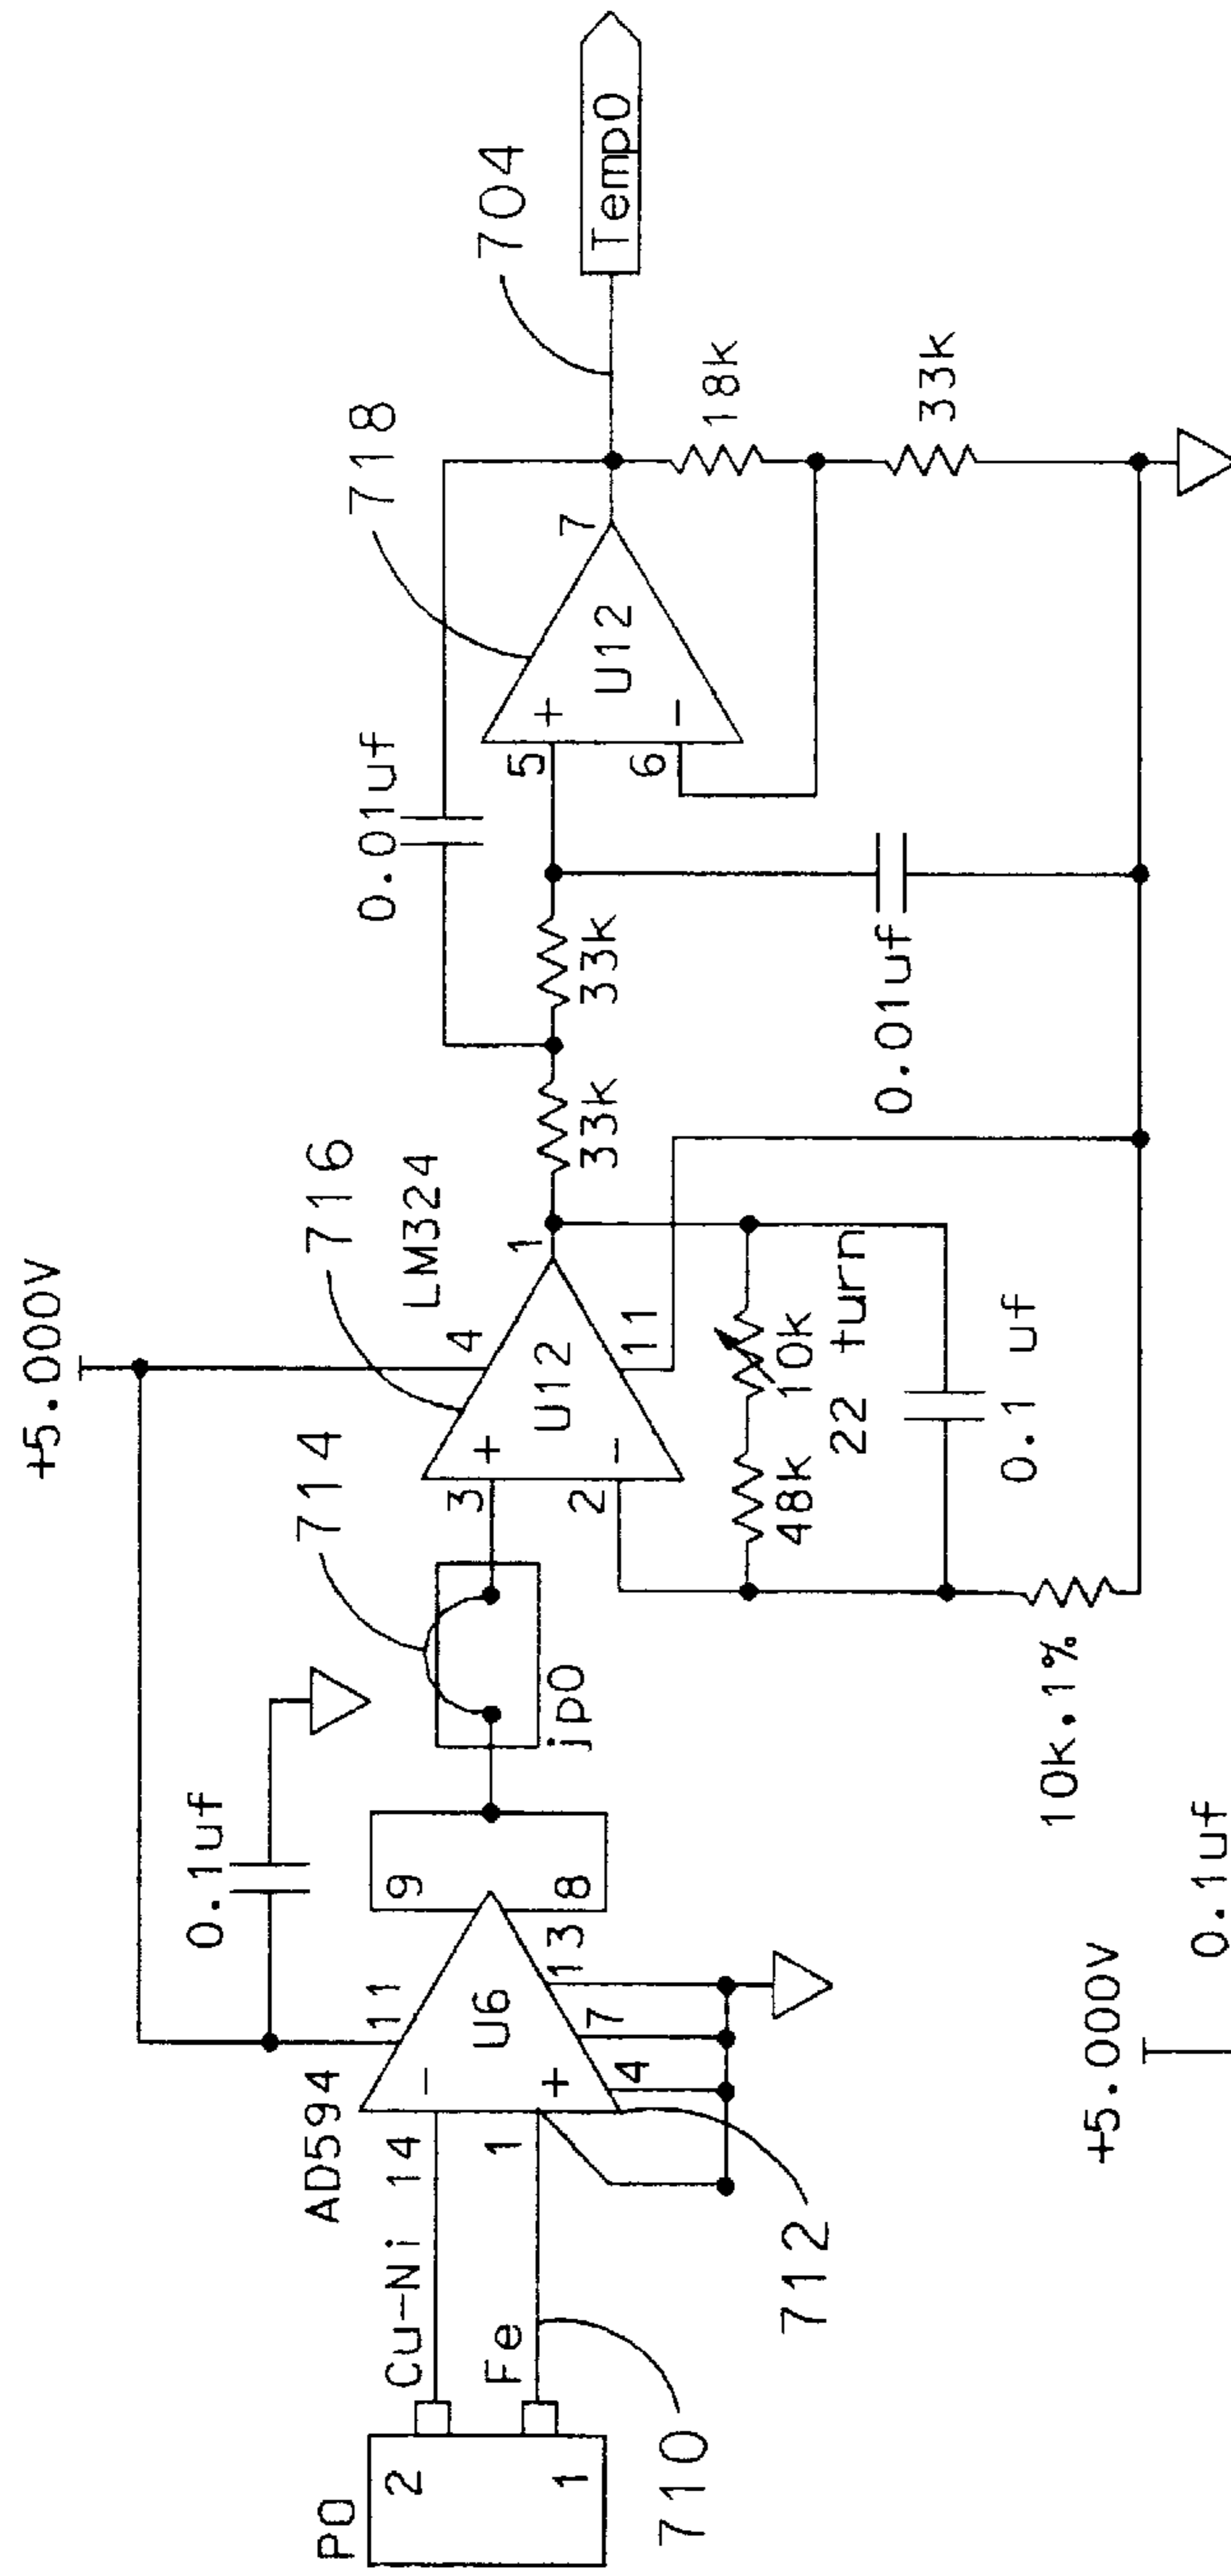 P0
2
1
Cu-Ni
Fe
710
AD594
14
1
-
+
U6
11
4
7
13
9
8
712
0.1uf
jp0
714
+5.000V
716
LM324
3
2
+
-
U12
4
11
1
48k
10k
22 turn
0.1 uf
10k.1%
33k
33k
0.01uf
0.01uf
5
6
+
-
U12
7
718
18k
33k
704
Temp0
+5.000V
0.1uf